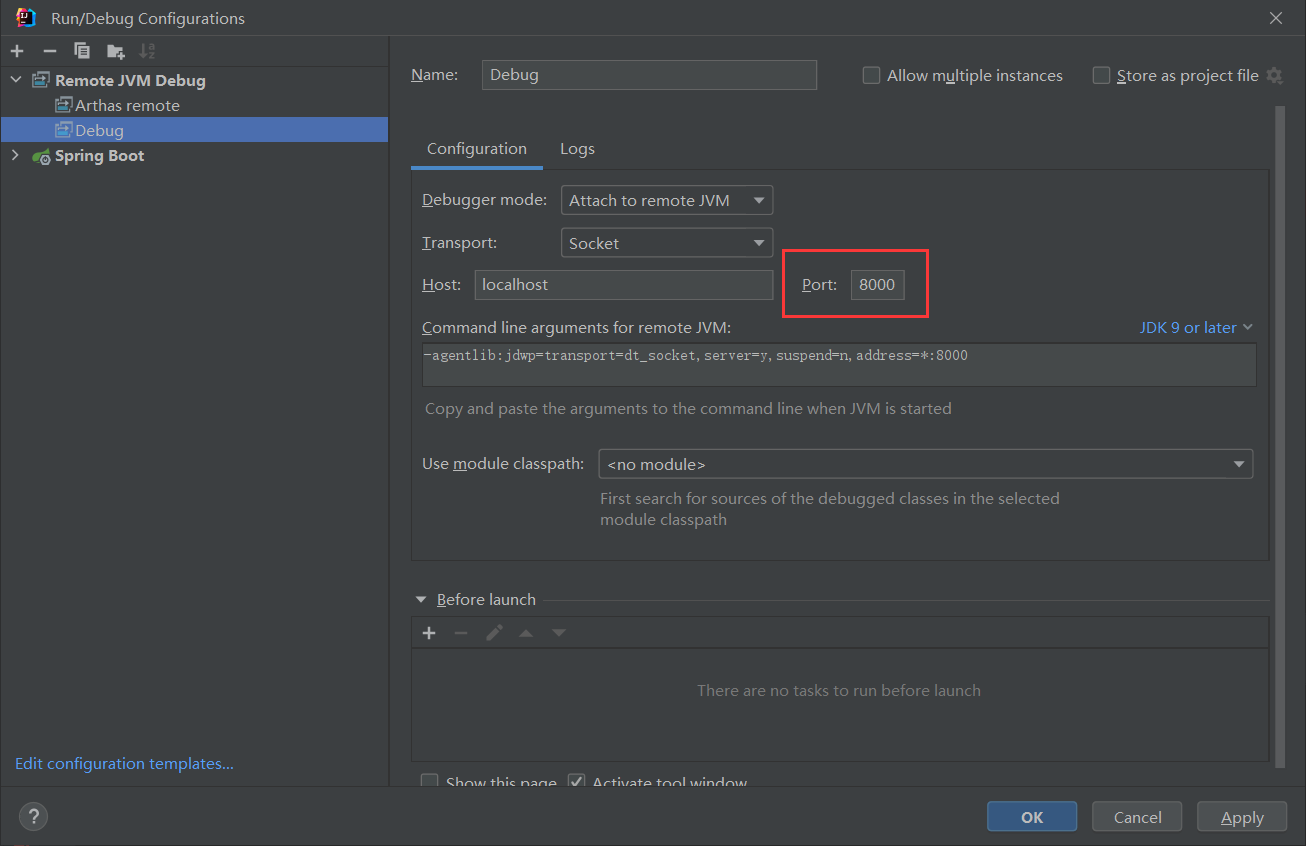 Run/Debug Configurations
Remote JVM Debug
Arthas remote
Debug
Spring Boot
Edit configuration templates...
Name: Debug
Allow multiple instances
Store as project file
Configuration Logs
Debugger mode: Attach to remote JVM
Transport: Socket
Host: localhost Port: 8000
Command line arguments for remote JVM: JDK 9 or later
-agentlib:jdwp=transport=dt_socket,server=y,suspend=n,address=*:8000
Copy and paste the arguments to the command line when JVM is started
Use module classpath: <no module>
First search for sources of the debugged classes in the selected
module classpath
Before launch
There are no tasks to run before launch
Show this page Activate tool window
? OK Cancel Apply